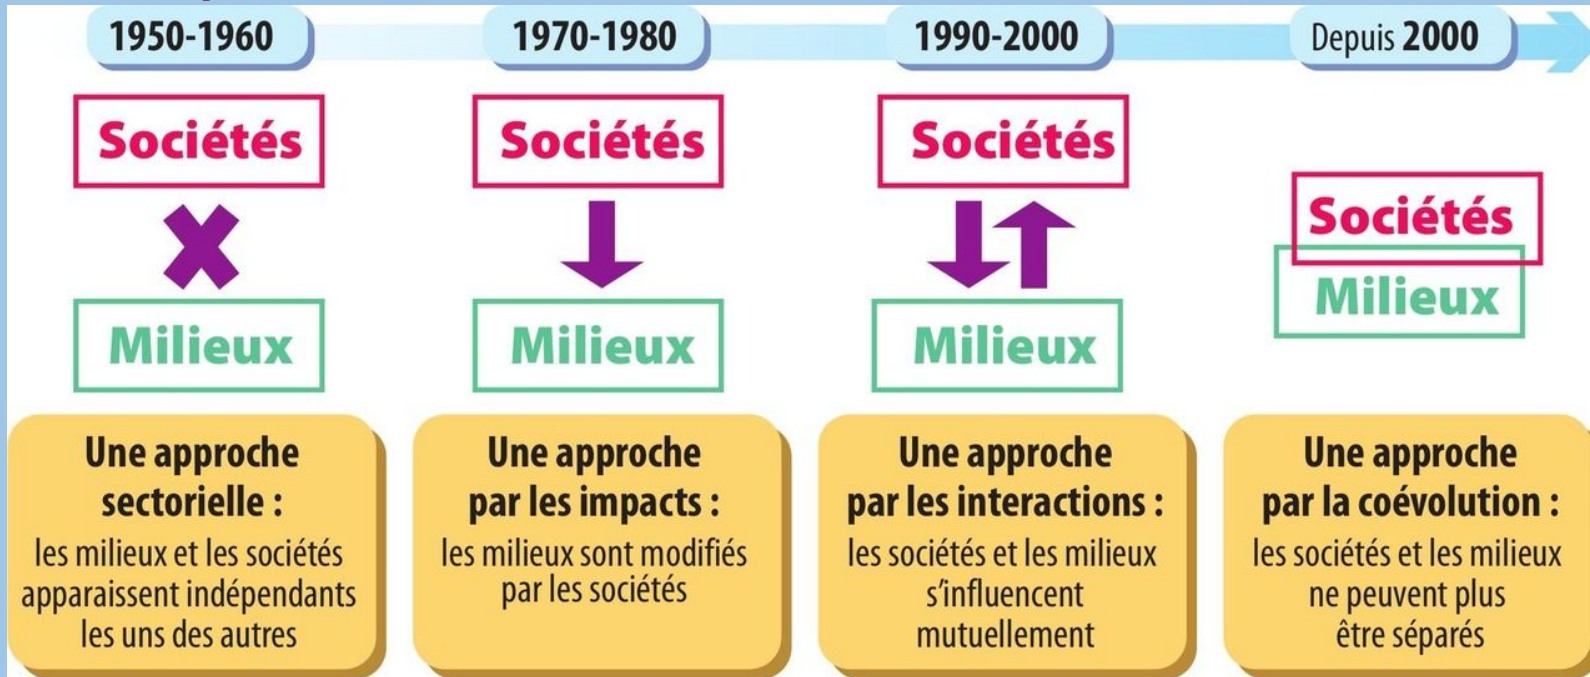 1950-1960
1970-1980
1990-2000
Depuis 2000
Sociétés
Milieux
Sociétés
Milieux
Sociétés
Milieux
Sociétés
Milieux
Une approche
sectorielle :
les milieux et les sociétés
apparaissent indépendants
les uns des autres
Une approche
par les impacts :
les milieux sont modifiés
par les sociétés
Une approche
par les interactions :
les sociétés et les milieux
s'influencent
mutuellement
Une approche
par la coévolution :
les sociétés et les milieux
ne peuvent plus
être séparés